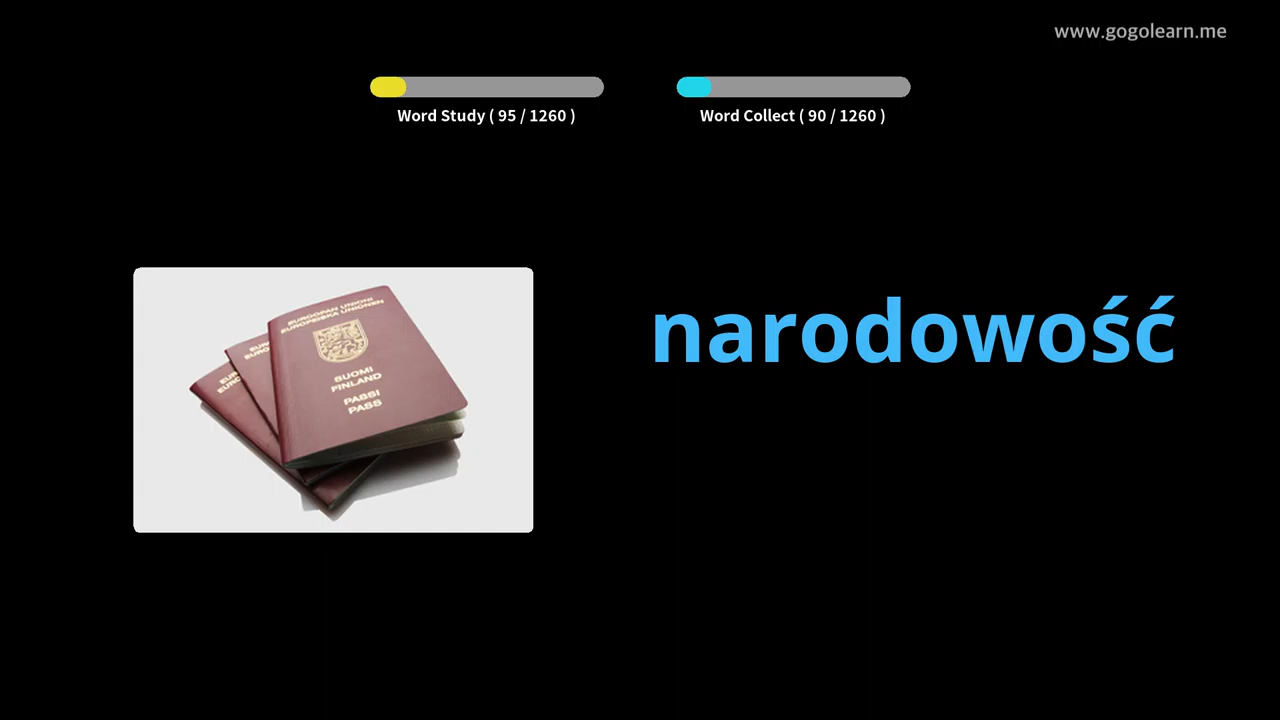 www.gogolearn.me
Word Study ( 95 / 1260 )
Word Collect ( 90 / 1260 )
narodowość
EUROOPAN UNIONI
EUROPEISKA UNIONEN
SUOMI
FINLAND
PASSI
PASS